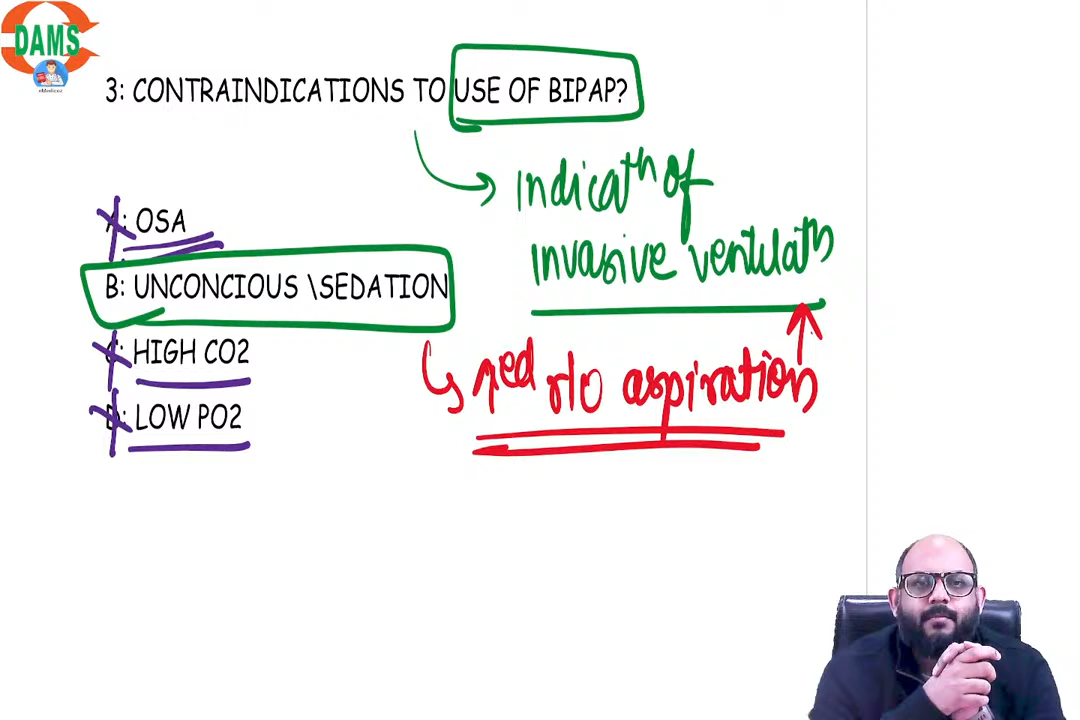 DAMS
eMedicoz
3: CONTRAINDICATIONS TO USE OF BIPAP?
Indicatn of
invasive ventilatn
A: OSA
B: UNCONCIOUS \SEDATION
C: HIGH CO2
D: LOW PO2
r/o aspiration